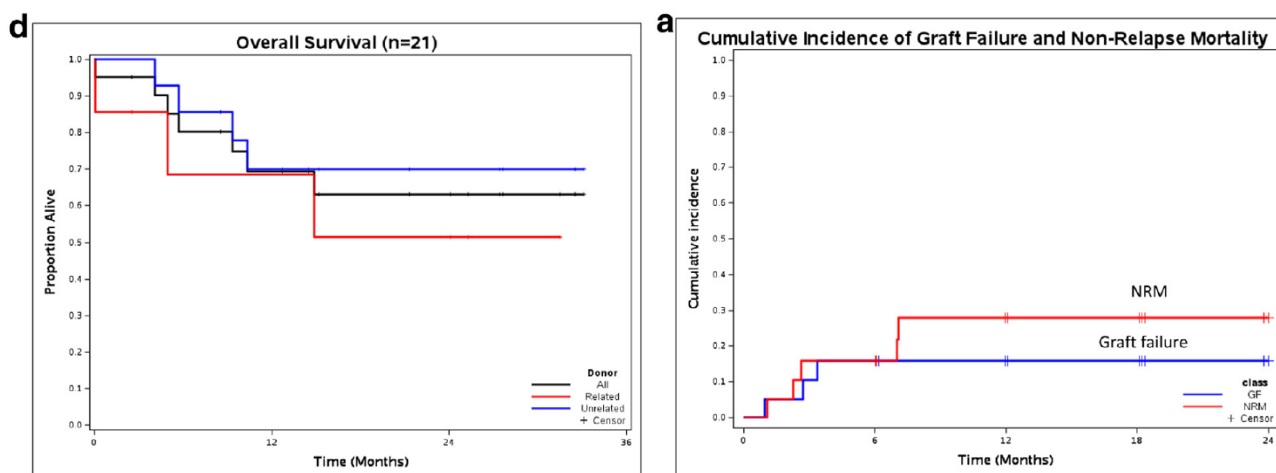 d
Overall Survival (n=21)
Proportion Alive
1.0
0.9
0.8
0.7
0.6
0.5
0.4
0.3
0.2
0.1
0.0
0
12
24
36
Time (Months)
Donor
All
Related
Unrelated
+ Censor
a
Cumulative Incidence of Graft Failure and Non-Relapse Mortality
Cumulative incidence
1.0
0.9
0.8
0.7
0.6
0.5
0.4
0.3
0.2
0.1
0.0
0
6
12
18
24
Time (Months)
NRM
Graft failure
class
GF
NRM
+ Censor